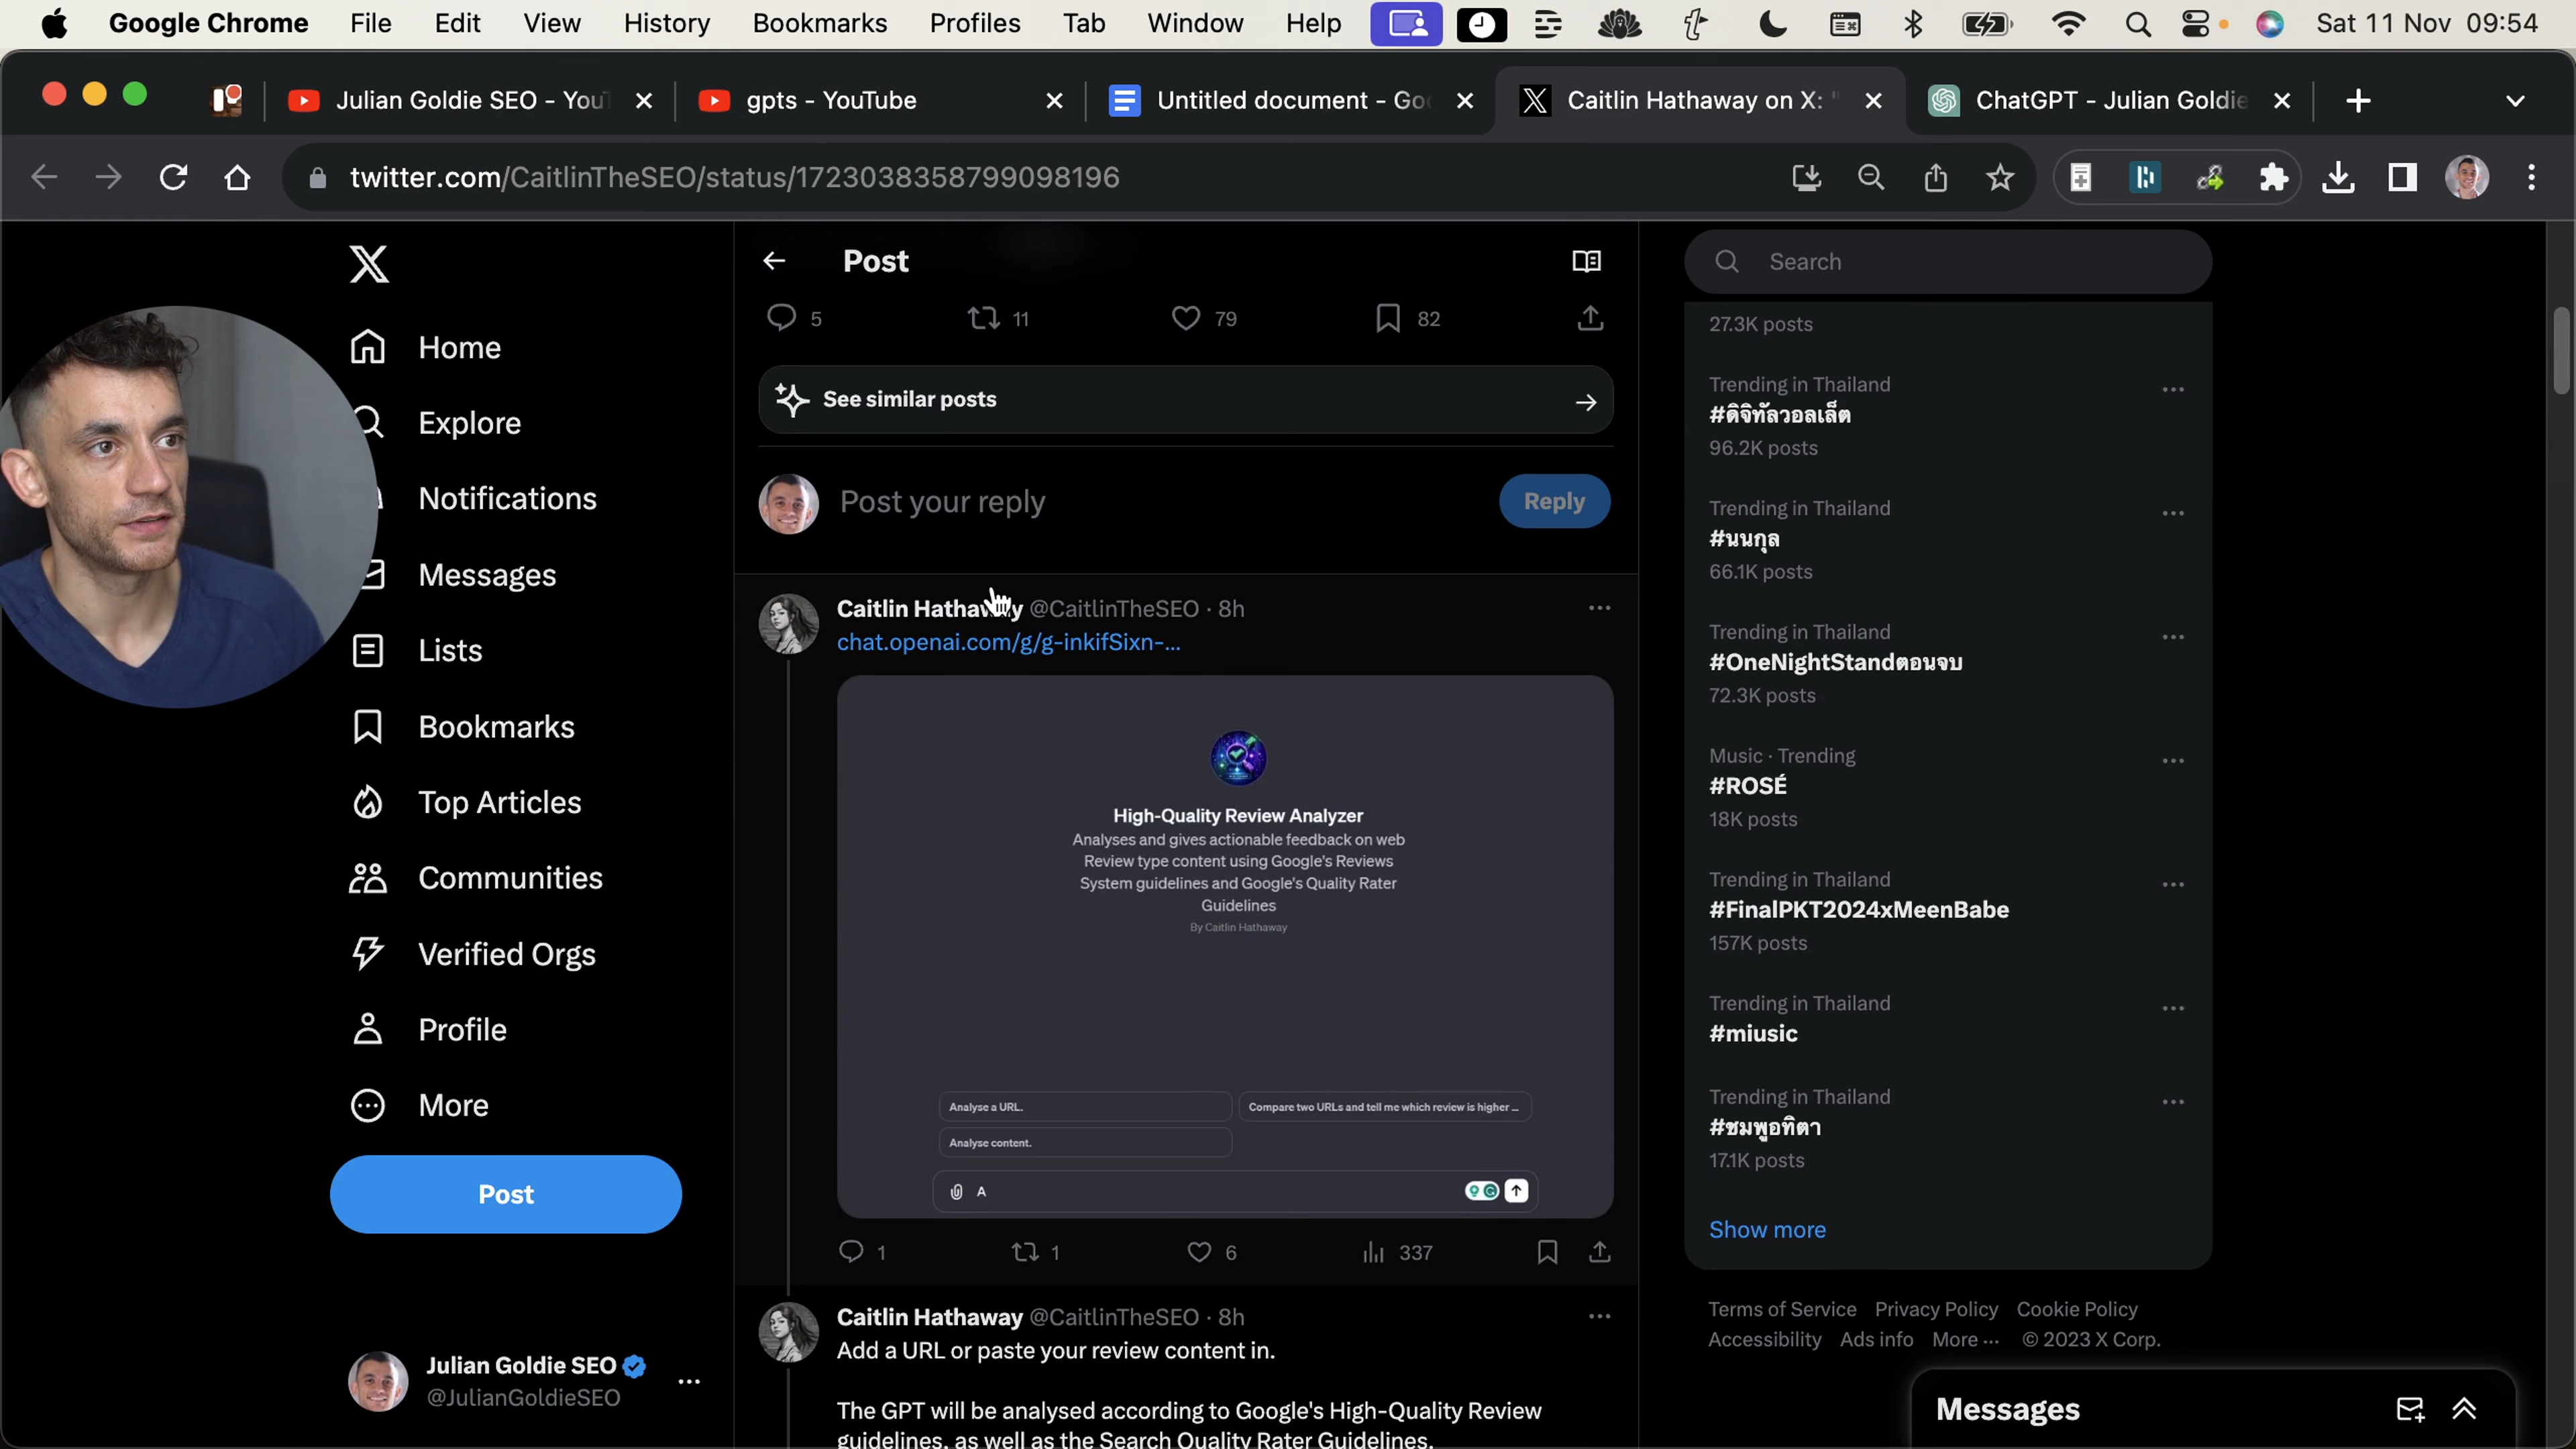 Google Chrome File Edit View History Bookmarks Profiles Tab Window Help Sat 11 Nov 09:54
Julian Goldie SEO - YouT
gpts - YouTube
Untitled document - Goo
Caitlin Hathaway on X: "
ChatGPT - Julian Goldie
twitter.com/CaitlinTheSEO/status/1723038358799098196
Home
Explore
Notifications
Messages
Lists
Bookmarks
Top Articles
Communities
Verified Orgs
Profile
More
Post
Julian Goldie SEO
@JulianGoldieSEO
Post
5 11 79 82
See similar posts
Post your reply
Reply
Caitlin Hathaway @CaitlinTheSEO · 8h
chat.openai.com/g/g-inkifSixn-...
High-Quality Review Analyzer
Analyses and gives actionable feedback on web
Review type content using Google's Reviews
System guidelines and Google's Quality Rater
Guidelines
By Caitlin Hathaway
Analyse a URL.
Compare two URLs and tell me which review is higher ...
Analyse content.
A
1 1 6 337
Caitlin Hathaway @CaitlinTheSEO · 8h
Add a URL or paste your review content in.
The GPT will be analysed according to Google's High-Quality Review
guidelines, as well as the Search Quality Rater Guidelines.
Search
27.3K posts
Trending in Thailand
#ดิจิทัลวอลเล็ต
96.2K posts
Trending in Thailand
#นนกุล
66.1K posts
Trending in Thailand
#OneNightStandตอนจบ
72.3K posts
Music · Trending
#ROSÉ
18K posts
Trending in Thailand
#FinalPKT2024xMeenBabe
157K posts
Trending in Thailand
#miusic
Trending in Thailand
#ชมพูอทิตา
17.1K posts
Show more
Terms of Service Privacy Policy Cookie Policy
Accessibility Ads info More ... © 2023 X Corp.
Messages